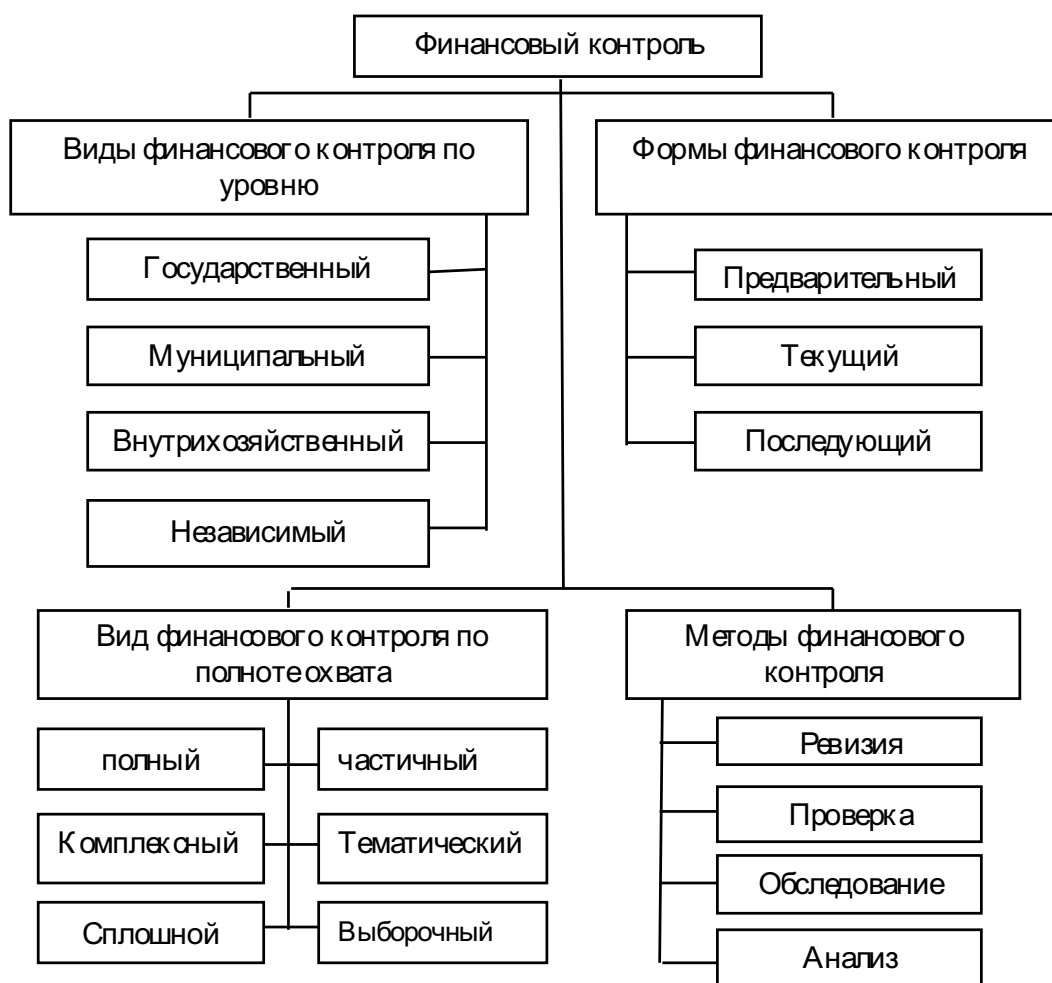 Финансовый контроль
Виды финансового контроля по
уровню
Государственный
Муниципальный
Внутрихозяйственный
Независимый
Формы финансового контроля
Предварительный
Текущий
Последующий
Вид финансового контроля по
полноте охвата
полный
частичный
Комплексный
Тематический
Сплошной
Выборочный
Методы финансового
контроля
Ревизия
Проверка
Обследование
Анализ